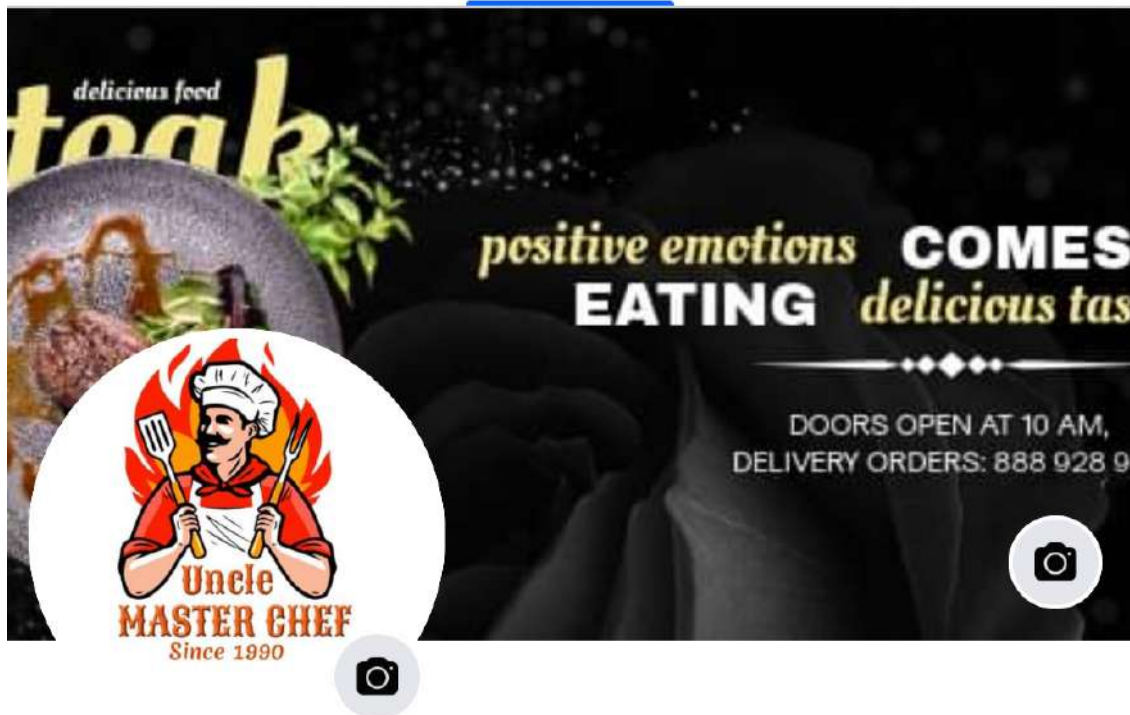 delicious food
teak
positive emotions COMES
EATING delicious tas
DOORS OPEN AT 10 AM,
DELIVERY ORDERS: 888 928 9
Uncle
MASTER CHEF
Since 1990